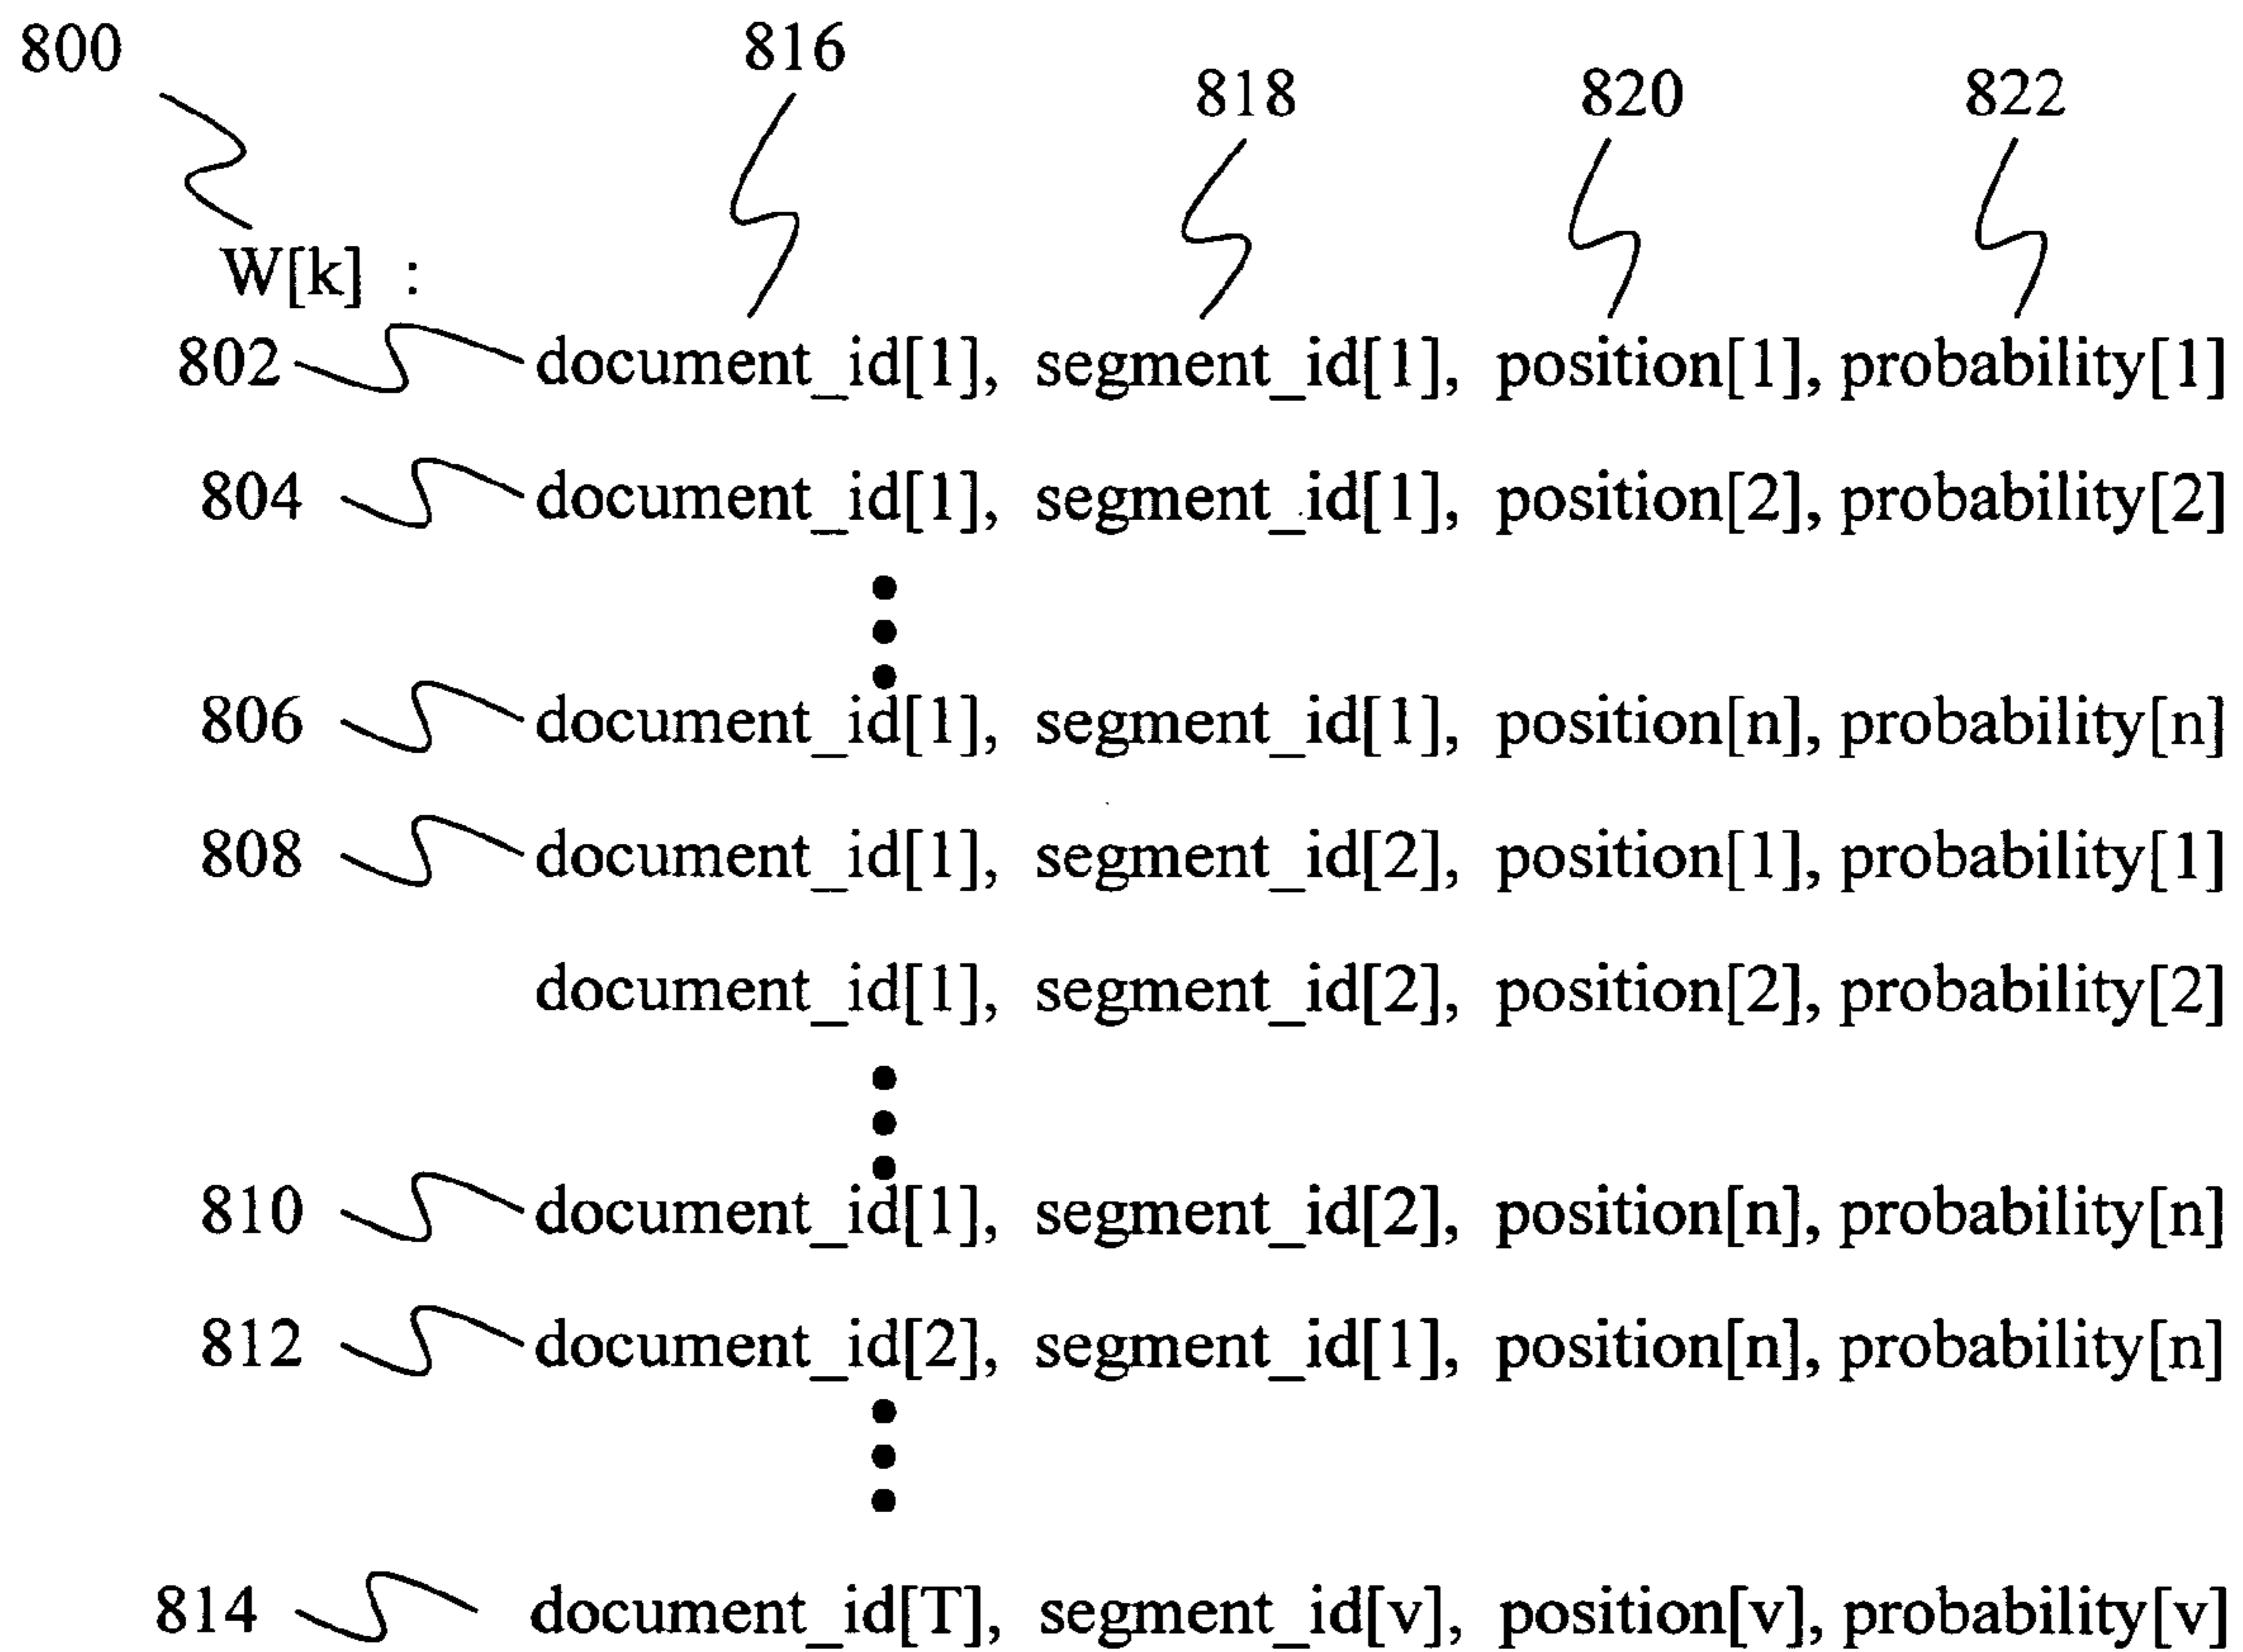 800 816 818 820 822
W[k] :
802 document_id[1], segment_id[1], position[1], probability[1]
804 document_id[1], segment_id[1], position[2], probability[2]
806 document_id[1], segment_id[1], position[n], probability[n]
808 document_id[1], segment_id[2], position[1], probability[1]
document_id[1], segment_id[2], position[2], probability[2]
810 document_id[1], segment_id[2], position[n], probability[n]
812 document_id[2], segment_id[1], position[n], probability[n]
814 document_id[T], segment_id[v], position[v], probability[v]